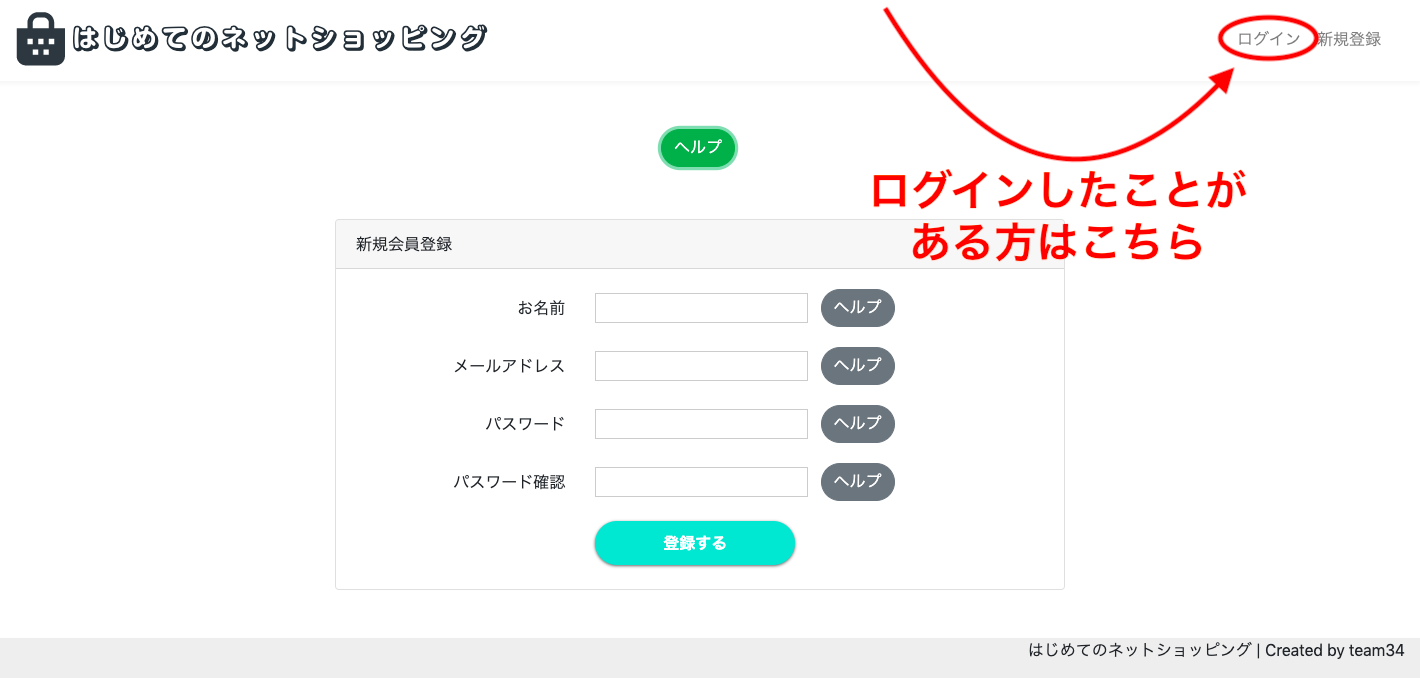 はじめてのネットショッピング
ログイン 新規登録
ヘルプ
ログインしたことが
ある方はこちら
新規会員登録
お名前 ヘルプ
メールアドレス ヘルプ
パスワード ヘルプ
パスワード確認 ヘルプ
登録する
はじめてのネットショッピング | Created by team34